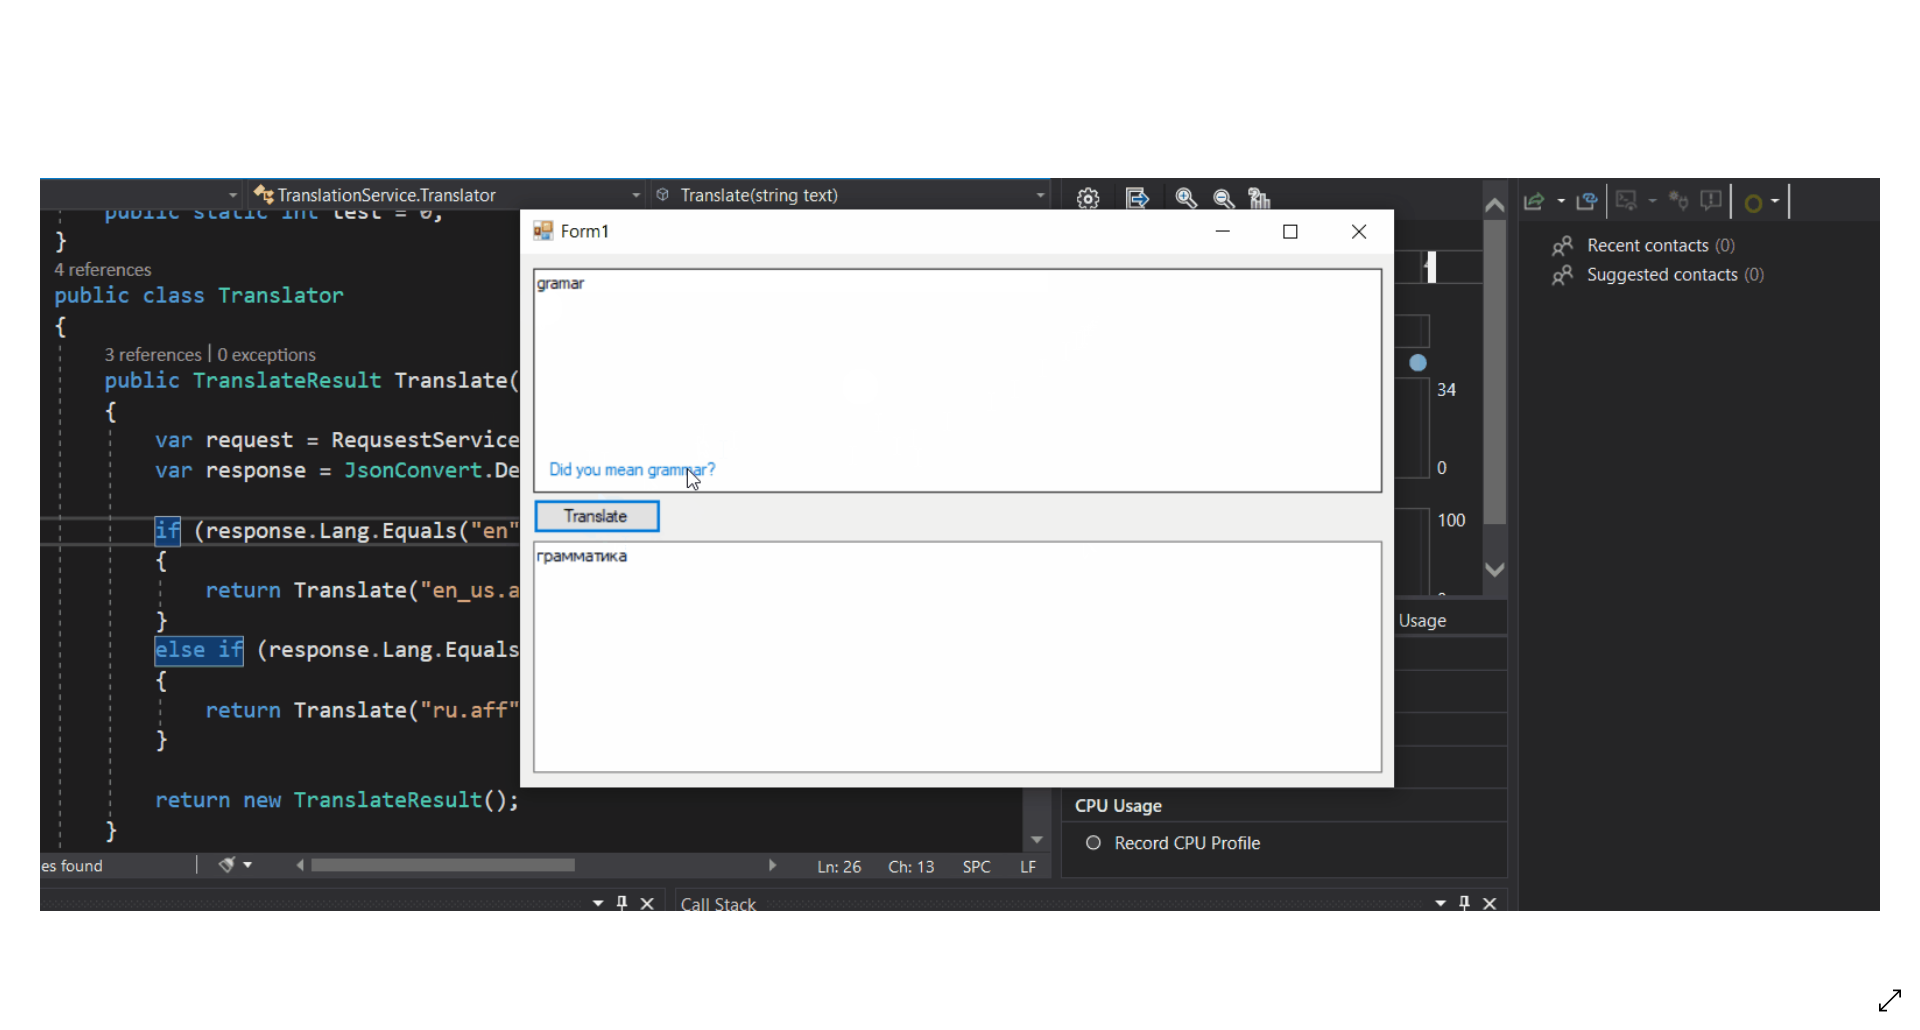 TranslationService.Translator
Translate(string text)
public static int test = 0;
}
4 references
public class Translator
{
3 references | 0 exceptions
public TranslateResult Translate(
{
var request = RequsestService
var response = JsonConvert.De
if (response.Lang.Equals("en"
{
return Translate("en_us.a
}
else if (response.Lang.Equals
{
return Translate("ru.aff"
}
return new TranslateResult();
}
es found
Ln: 26 Ch: 13 SPC LF
Form1
gramar
Did you mean grammar?
Translate
грамматика
34
0
100
Usage
CPU Usage
Record CPU Profile
Call Stack
Recent contacts (0)
Suggested contacts (0)